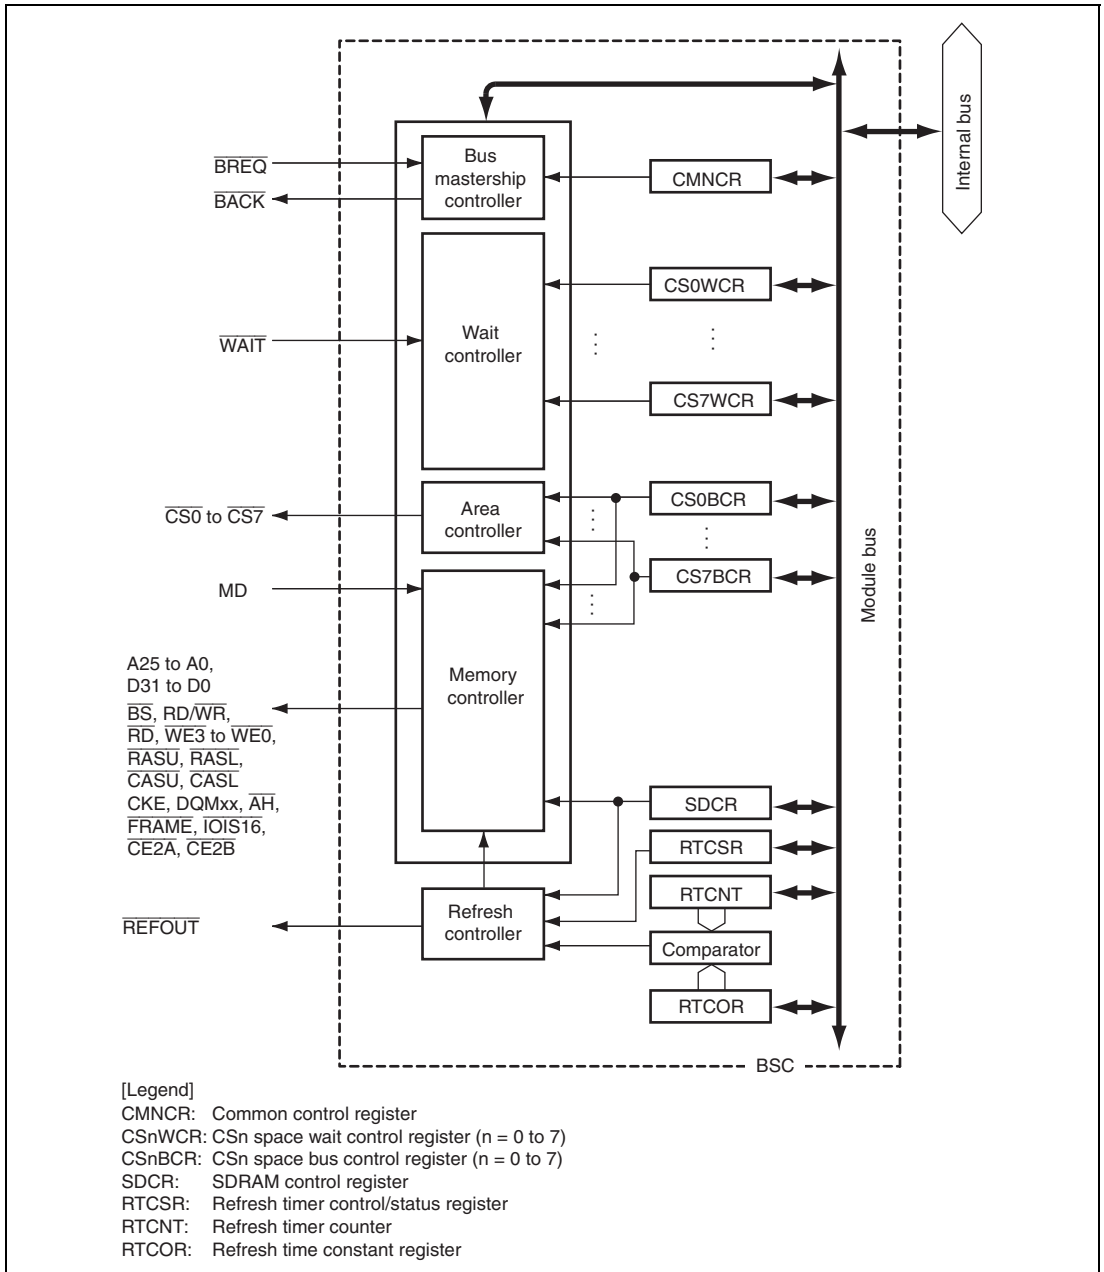 Internal bus
BREQ
BACK
Bus
mastership
controller
CMNCR
CS0WCR
WAIT
Wait
controller
CS7WCR
CS0 to CS7
Area
controller
CS0BCR
CS7BCR
Module bus
MD
A25 to A0,
D31 to D0
BS, RD/WR,
RD, WE3 to WE0,
RASU, RASL,
CASU, CASL
CKE, DQMxx, AH,
FRAME, IOIS16,
CE2A, CE2B
Memory
controller
SDCR
RTCSR
RTCNT
REFOUT
Refresh
controller
Comparator
RTCOR
BSC
[Legend]
CMNCR: Common control register
CSnWCR: CSn space wait control register (n = 0 to 7)
CSnBCR: CSn space bus control register (n = 0 to 7)
SDCR: SDRAM control register
RTCSR: Refresh timer control/status register
RTCNT: Refresh timer counter
RTCOR: Refresh time constant register